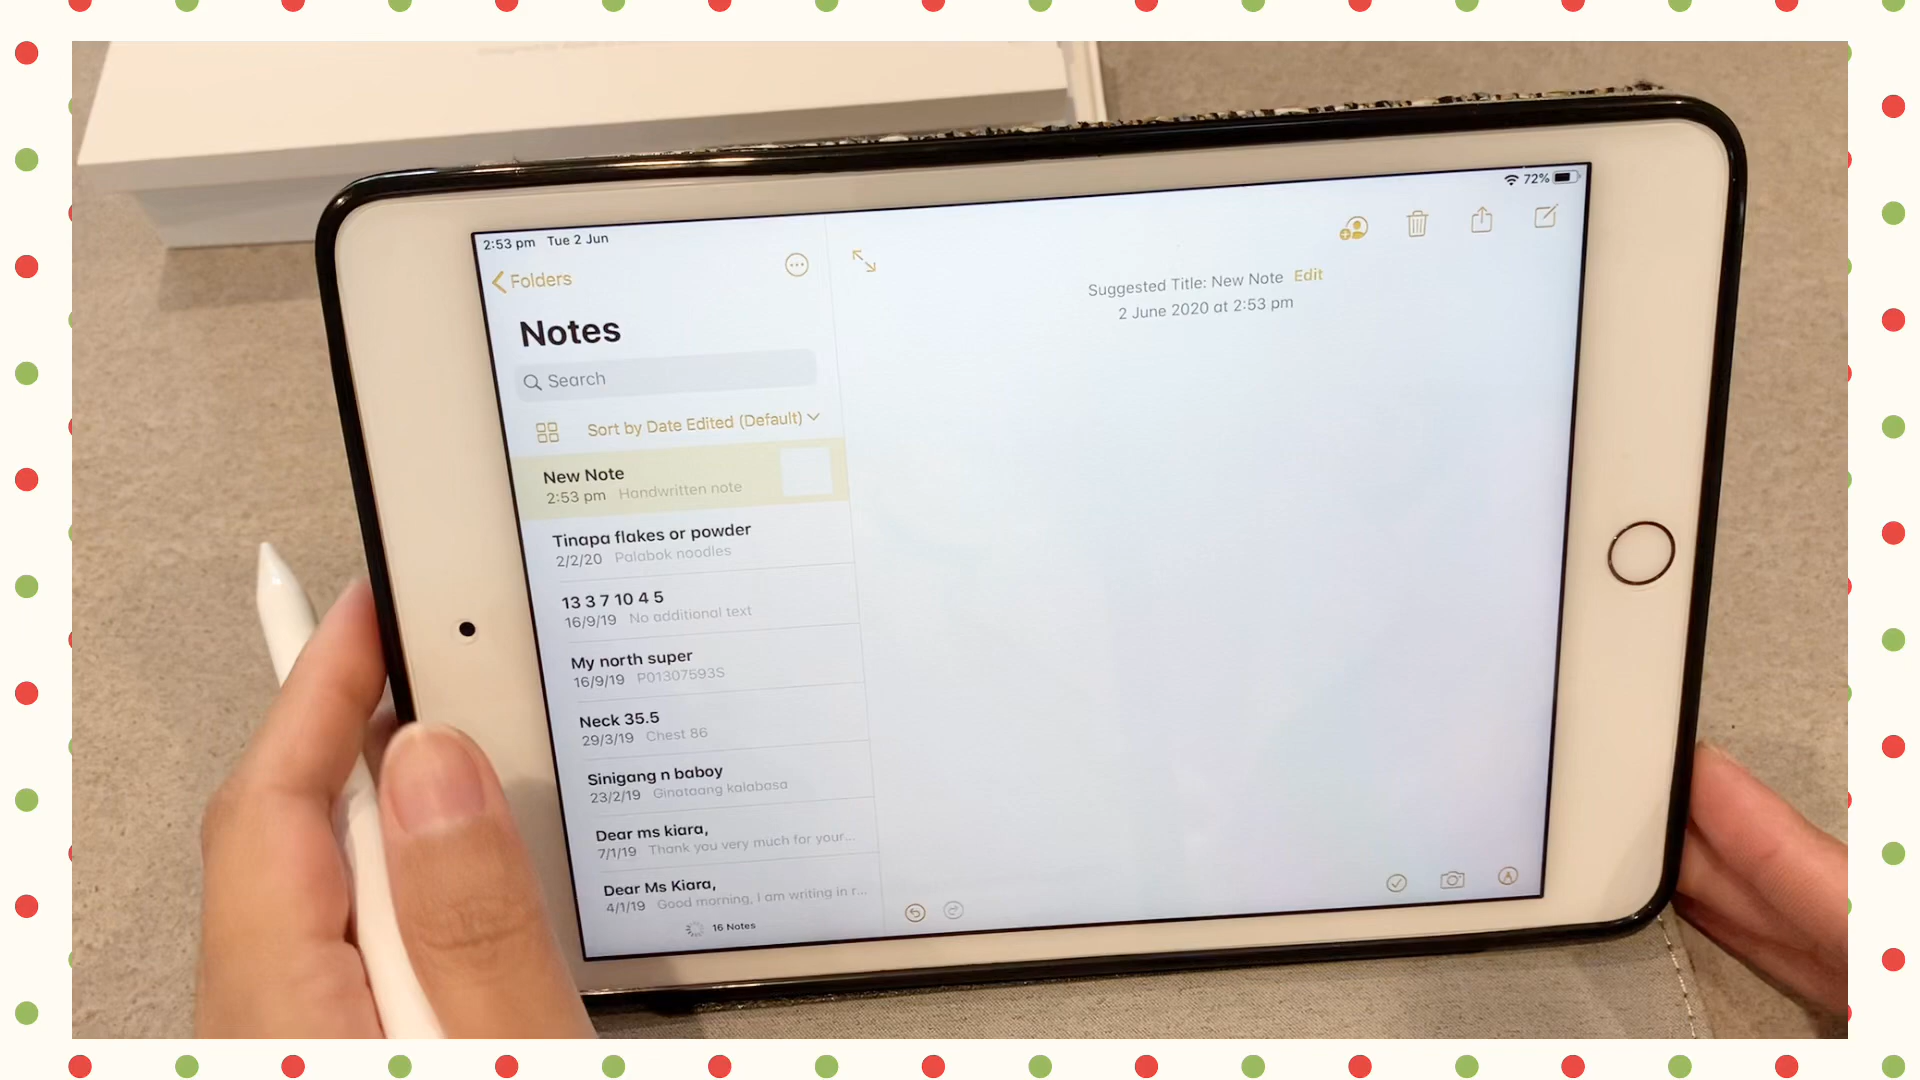 2:53 pm Tue 2 Jun
72%
Folders
Suggested Title: New Note Edit
2 June 2020 at 2:53 pm
Notes
Search
Sort by Date Edited (Default)
New Note
2:53 pm Handwritten note
Tinapa flakes or powder
2/2/20 Palabok noodles
13 3 7 10 4 5
16/9/19 No additional text
My north super
16/9/19 P01307593S
Neck 35.5
29/3/19 Chest 86
Sinigang n baboy
23/2/19 Ginataang kalabasa
Dear ms kiara,
7/1/19 Thank you very much for your...
Dear Ms Kiara,
4/1/19 Good morning, I am writing in r...
16 Notes